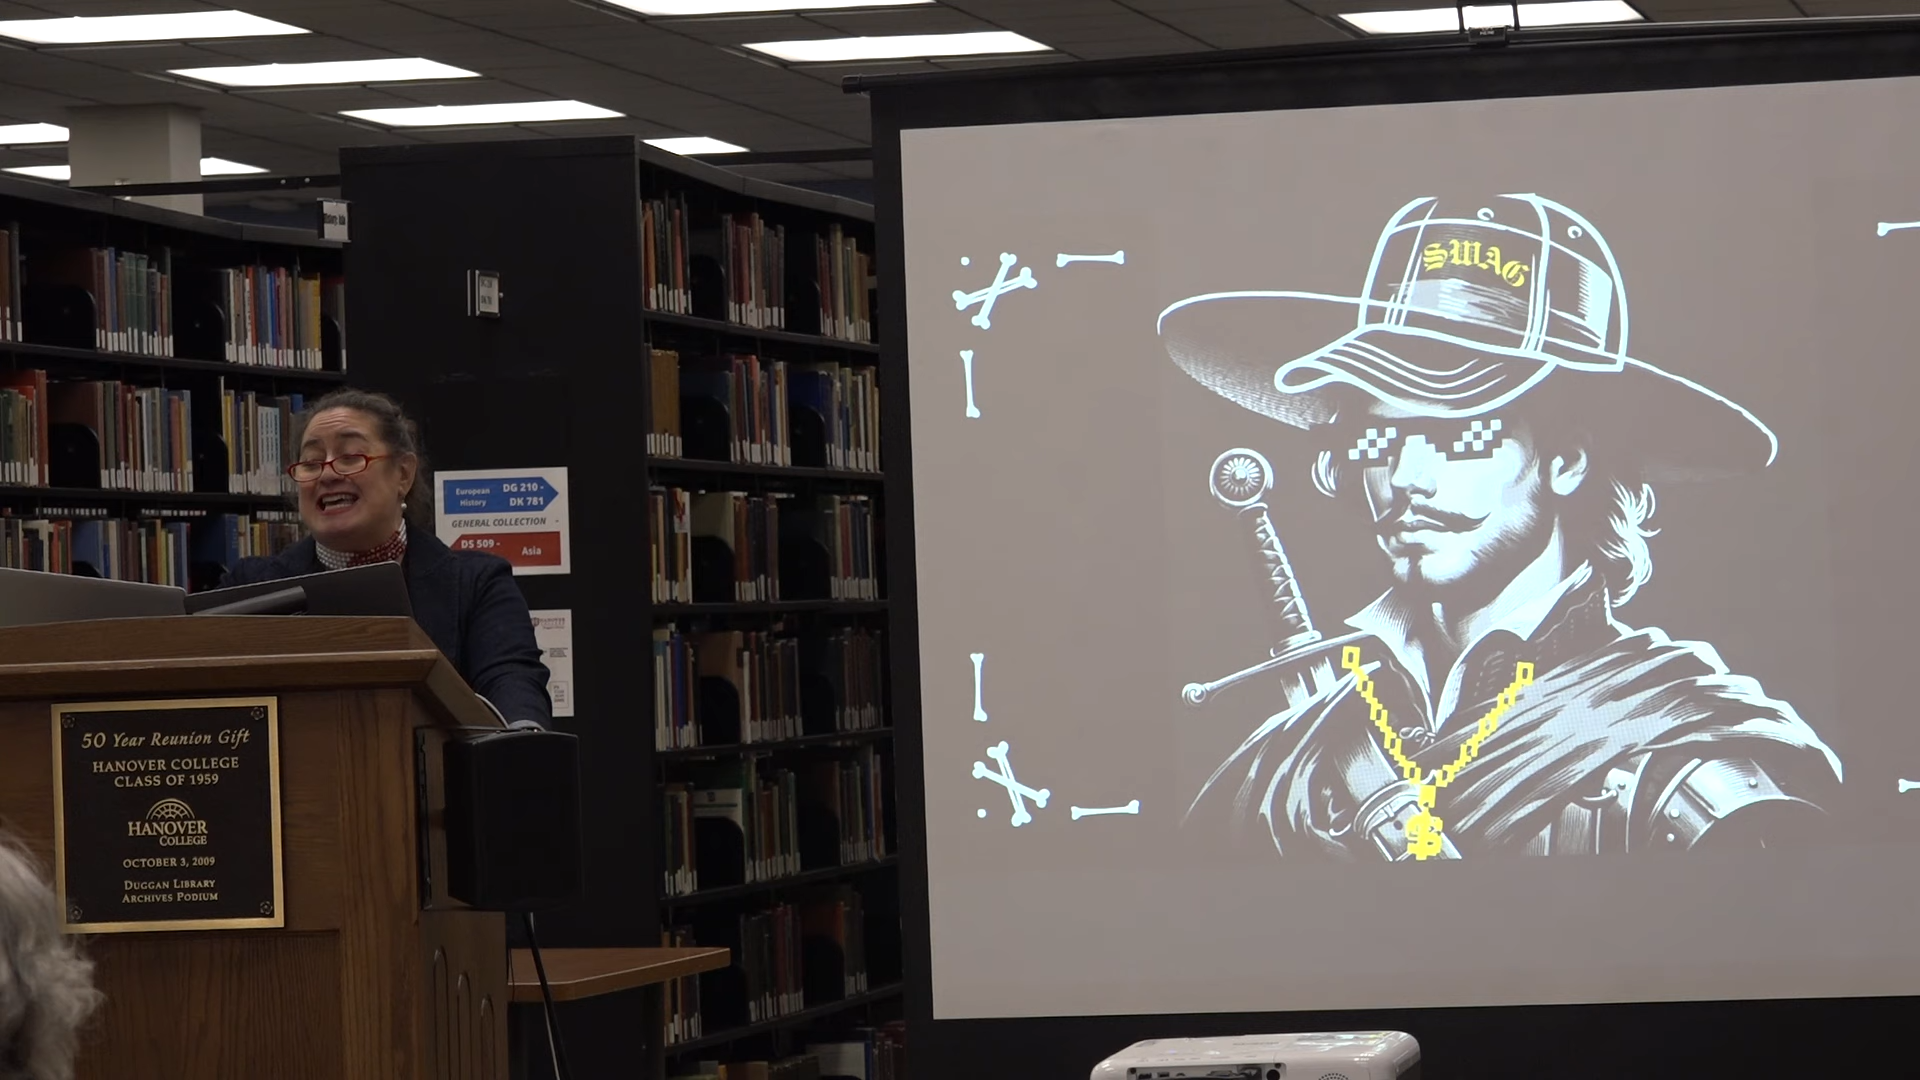 SWAG
European
History
DG 210 -
DK 781
GENERAL COLLECTION
DS 509 -
Asia
50 Year Reunion Gift
HANOVER COLLEGE
CLASS OF 1959
HANOVER
COLLEGE
OCTOBER 3, 2009
DUGGAN LIBRARY
ARCHIVES PODIUM
$